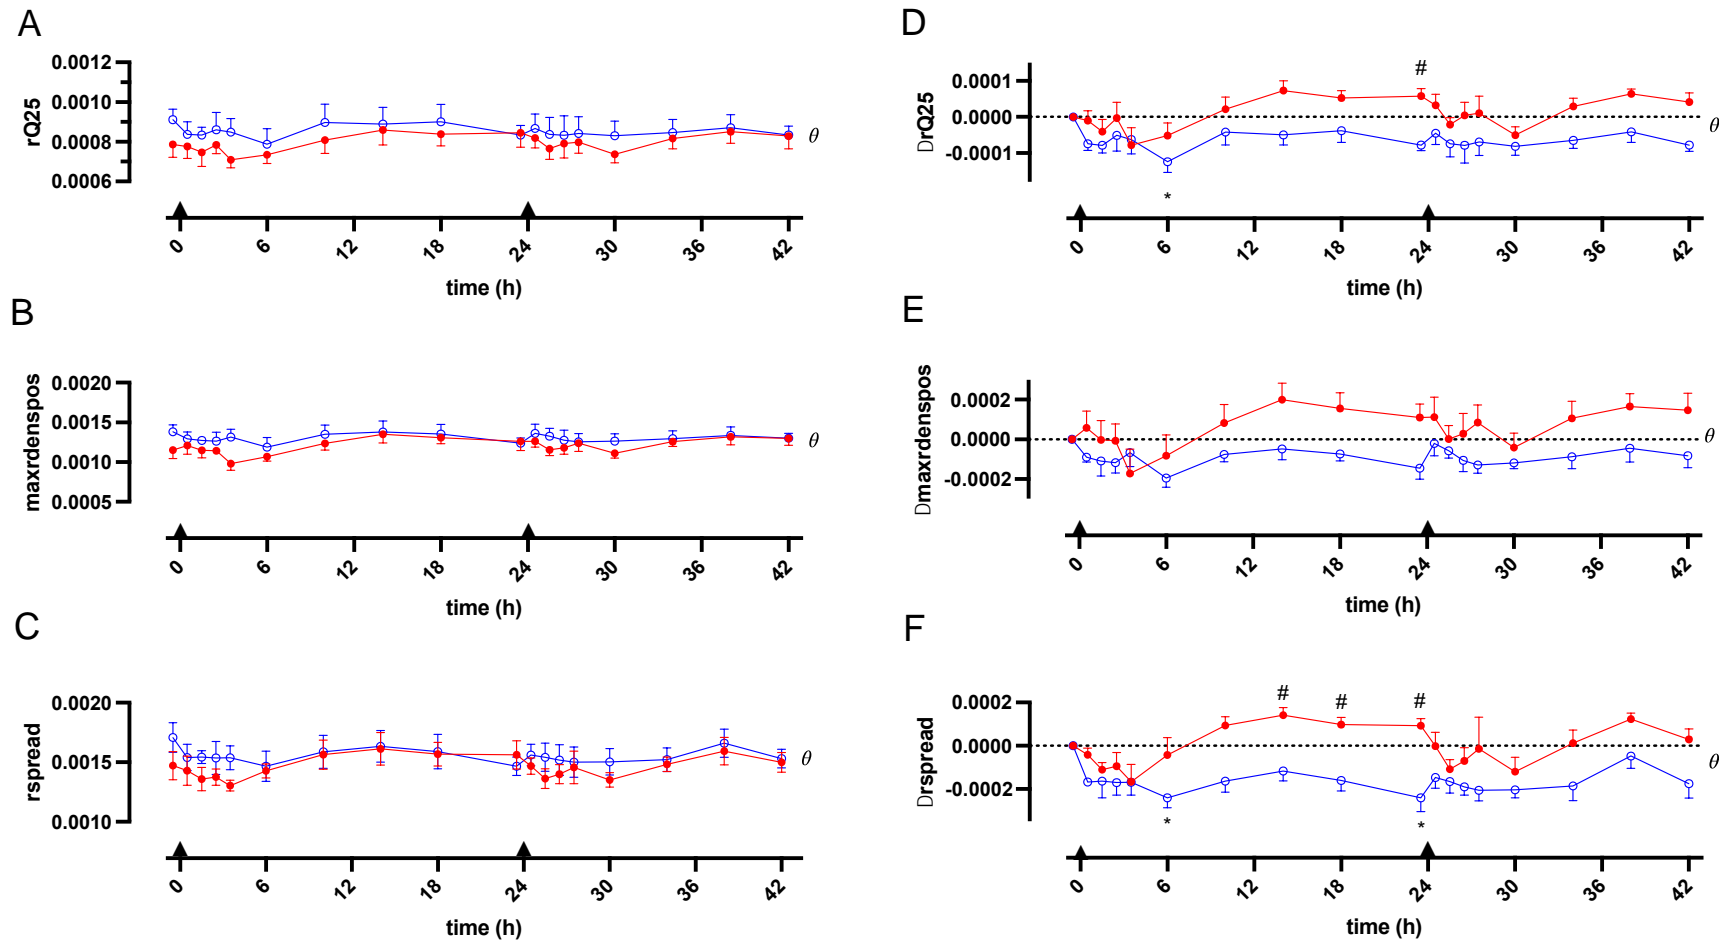 A
rQ25
0.0012
0.0010
0.0008
0.0006
θ
0 6 12 18 24 30 36 42
time (h)
B
maxrdenspos
0.0020
0.0015
0.0010
0.0005
θ
0 6 12 18 24 30 36 42
time (h)
C
rspread
0.0020
0.0015
0.0010
θ
0 6 12 18 24 30 36 42
time (h)
D
DrQ25
0.0001
0.0000
-0.0001
#
*
θ
0 6 12 18 24 30 36 42
time (h)
E
Dmaxrdenspos
0.0002
0.0000
-0.0002
θ
0 6 12 18 24 30 36 42
time (h)
F
Drspread
0.0002
0.0000
-0.0002
# # #
* *
θ
0 6 12 18 24 30 36 42
time (h)